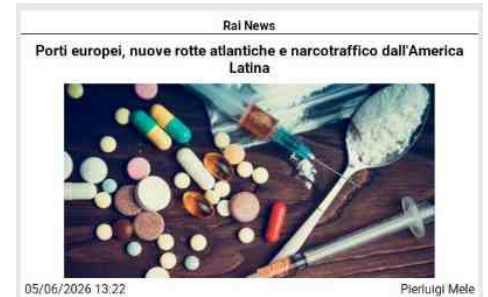 Rai News
Porti europei, nuove rotte atlantiche e narcotraffico dall'America
Latina
05/06/2026 13:22
Pierluigi Mele